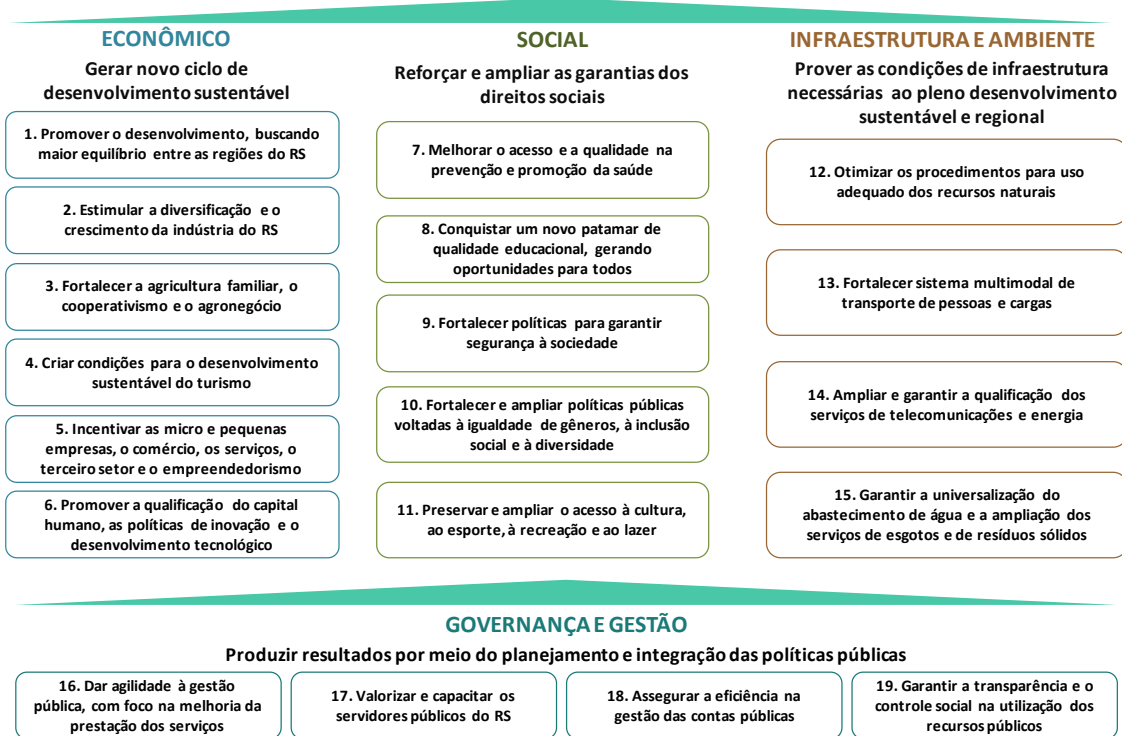 ECONÔMICO
Gerar novo ciclo de
desenvolvimento sustentável
1. Promover o desenvolvimento, buscando
maior equilíbrio entre as regiões do RS
2. Estimular a diversificação e o
crescimento da indústria do RS
3. Fortalecer a agricultura familiar, o
cooperativismo e o agronegócio
4. Criar condições para o desenvolvimento
sustentável do turismo
5. Incentivar as micro e pequenas
empresas, o comércio, os serviços, o
terceiro setor e o empreendedorismo
6. Promover a qualificação do capital
humano, as políticas de inovação e o
desenvolvimento tecnológico
SOCIAL
Reforçar e ampliar as garantias dos
direitos sociais
7. Melhorar o acesso e a qualidade na
prevenção e promoção da saúde
8. Conquistar um novo patamar de
qualidade educacional, gerando
oportunidades para todos
9. Fortalecer políticas para garantir
segurança à sociedade
10. Fortalecer e ampliar políticas públicas
voltadas à igualdade de gêneros, à inclusão
social e à diversidade
11. Preservar e ampliar o acesso à cultura,
ao esporte, à recreação e ao lazer
INFRAESTRUTURA E AMBIENTE
Prover as condições de infraestrutura
necessárias ao pleno desenvolvimento
sustentável e regional
12. Otimizar os procedimentos para uso
adequado dos recursos naturais
13. Fortalecer sistema multimodal de
transporte de pessoas e cargas
14. Ampliar e garantir a qualificação dos
serviços de telecomunicações e energia
15. Garantir a universalização do
abastecimento de água e a ampliação dos
serviços de esgotos e de resíduos sólidos
GOVERNANÇA E GESTÃO
Produzir resultados por meio do planejamento e integração das políticas públicas
16. Dar agilidade à gestão
pública, com foco na melhoria da
prestação dos serviços
17. Valorizar e capacitar os
servidores públicos do RS
18. Assegurar a eficiência na
gestão das contas públicas
19. Garantir a transparência e o
controle social na utilização dos
recursos públicos